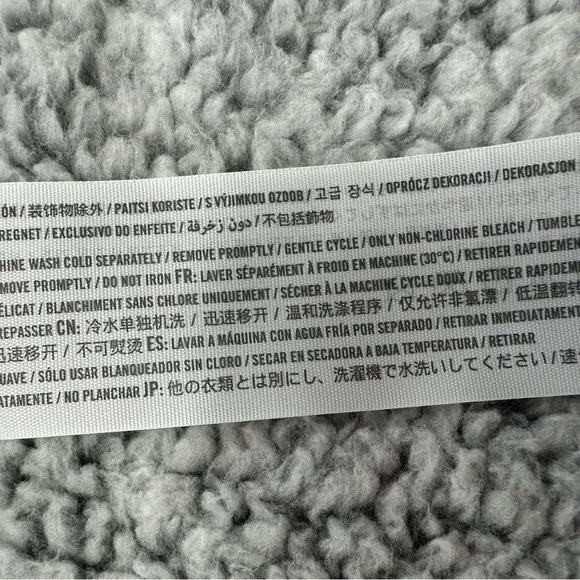 ÓN / 装饰物除外 / PAITSI KORISTE / S VÝJIMKOU OZDOB / 고급 장식 / OPRÓCZ DEKORACJI / DEKORASJON
REGNET / EXCLUSIVO DO ENFEITE / دون زخرفة / 不包括飾物
HINE WASH COLD SEPARATELY / REMOVE PROMPTLY / GENTLE CYCLE / ONLY NON-CHLORINE BLEACH / TUMBLE
MOVE PROMPTLY / DO NOT IRON FR: LAVER SÉPARÉMENT À FROID EN MACHINE (30°C) / RETIRER RAPIDEMEN
ÉLICAT / BLANCHIMENT SANS CHLORE UNIQUEMENT / SÉCHER À LA MACHINE CYCLE DOUX / RETIRER RAPIDEME
REPASSER CN: 冷水单独机洗 / 迅速移开 / 温和洗涤程序 / 仅允许非氯漂 / 低温翻转
迅速移开 / 不可熨烫 ES: LAVAR A MÁQUINA CON AGUA FRÍA POR SEPARADO / RETIRAR INMEDIATAMENT
UAVE / SÓLO USAR BLANQUEADOR SIN CLORO / SECAR EN SECADORA A BAJA TEMPERATURA / RETIRAR
ATAMENTE / NO PLANCHAR JP: 他の衣類とは別にし、洗濯機で水洗いしてください / 速